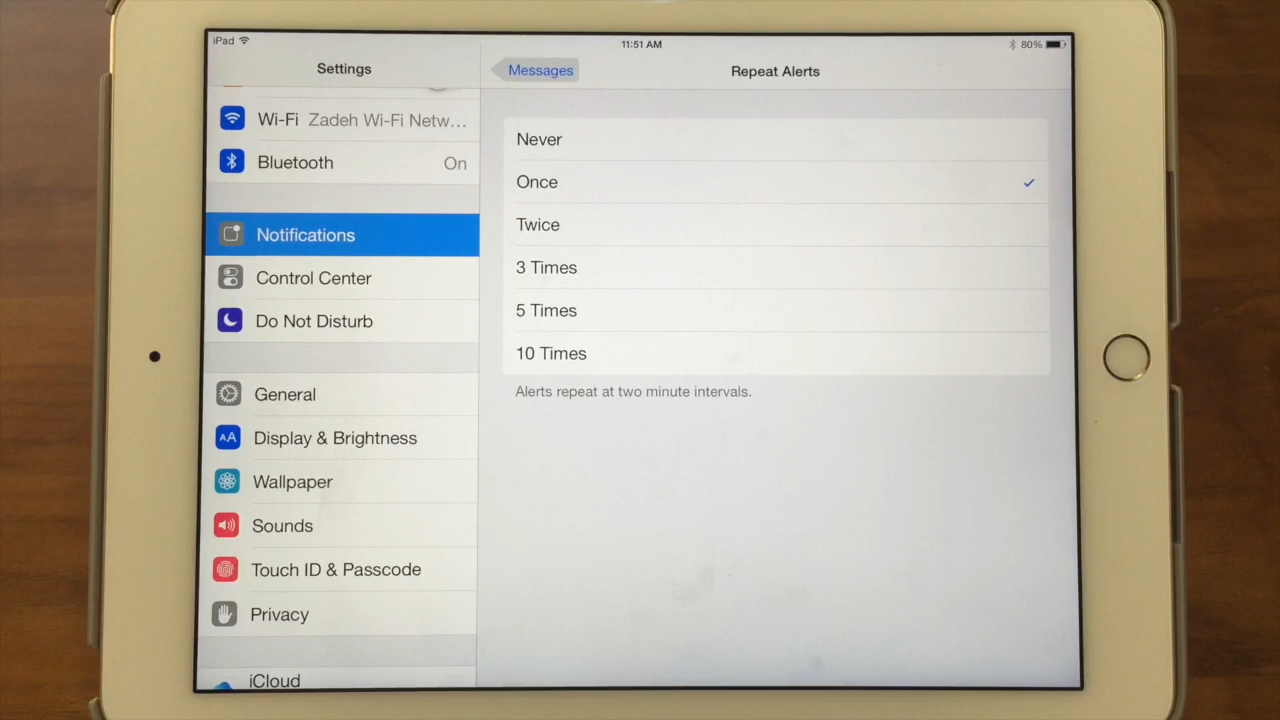 iPad
11:51 AM
80%
Settings
Messages
Repeat Alerts
Wi-Fi Zadeh Wi-Fi Netw...
Bluetooth On
Notifications
Control Center
Do Not Disturb
General
AA Display & Brightness
Wallpaper
Sounds
Touch ID & Passcode
Privacy
iCloud
Never
Once
Twice
3 Times
5 Times
10 Times
Alerts repeat at two minute intervals.